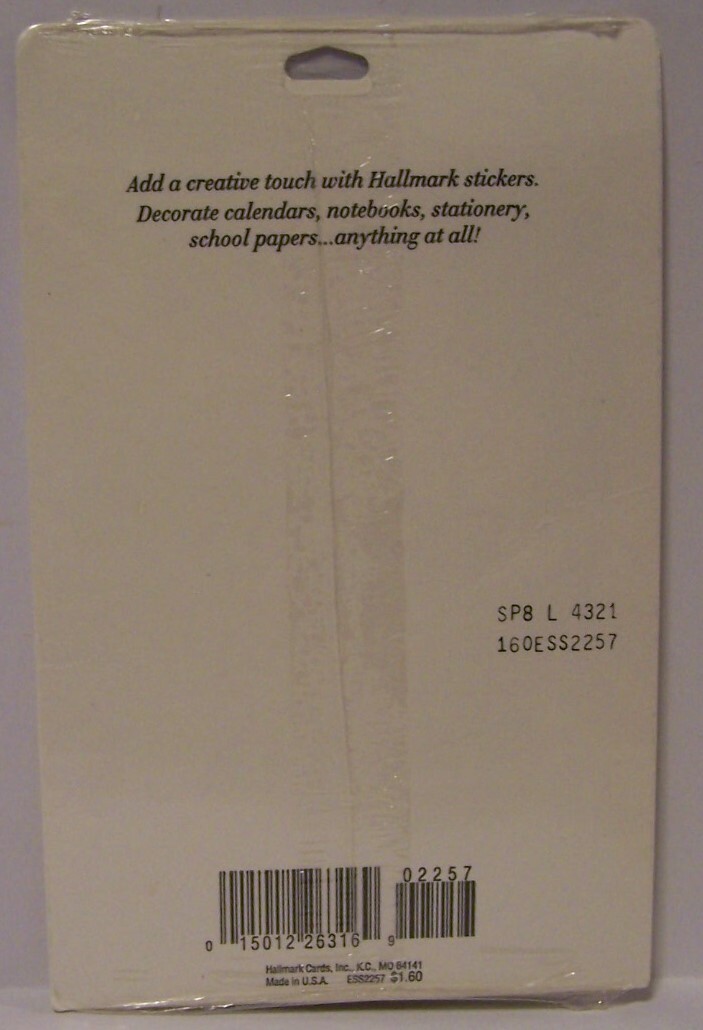 Add a creative touch with Hallmark stickers.
Decorate calendars, notebooks, stationery,
school papers...anything at all!
SP8 L 4321
160ESS2257
02257
0 15012 26316 9
Hallmark Cards, Inc., K.C., MO 64141
Made in U.S.A. ESS2257 $1.60